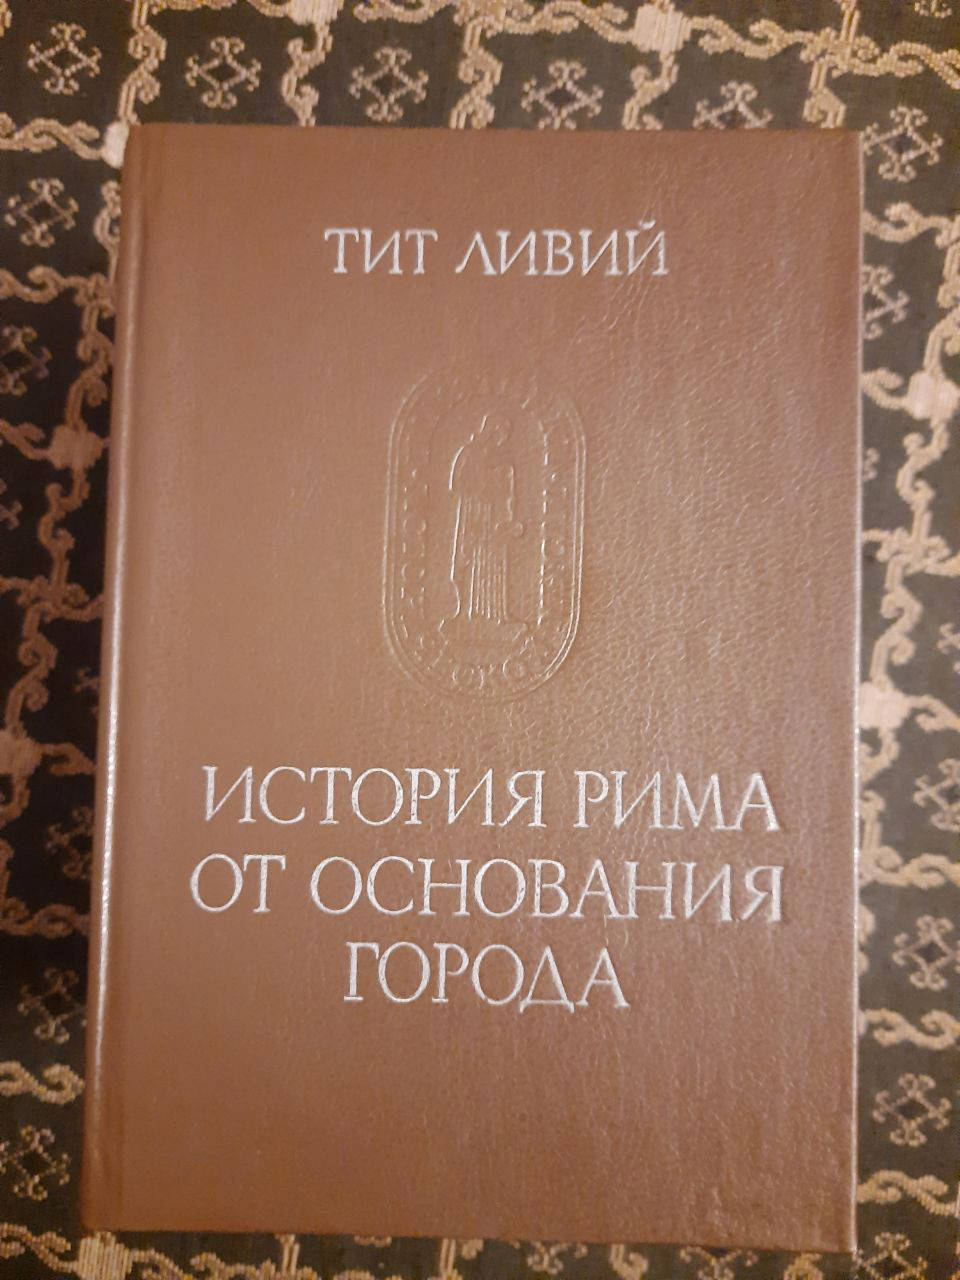 ТИТ ЛИВИЙ
ИСТОРИЯ РИМА
ОТ ОСНОВАНИЯ
ГОРОДА